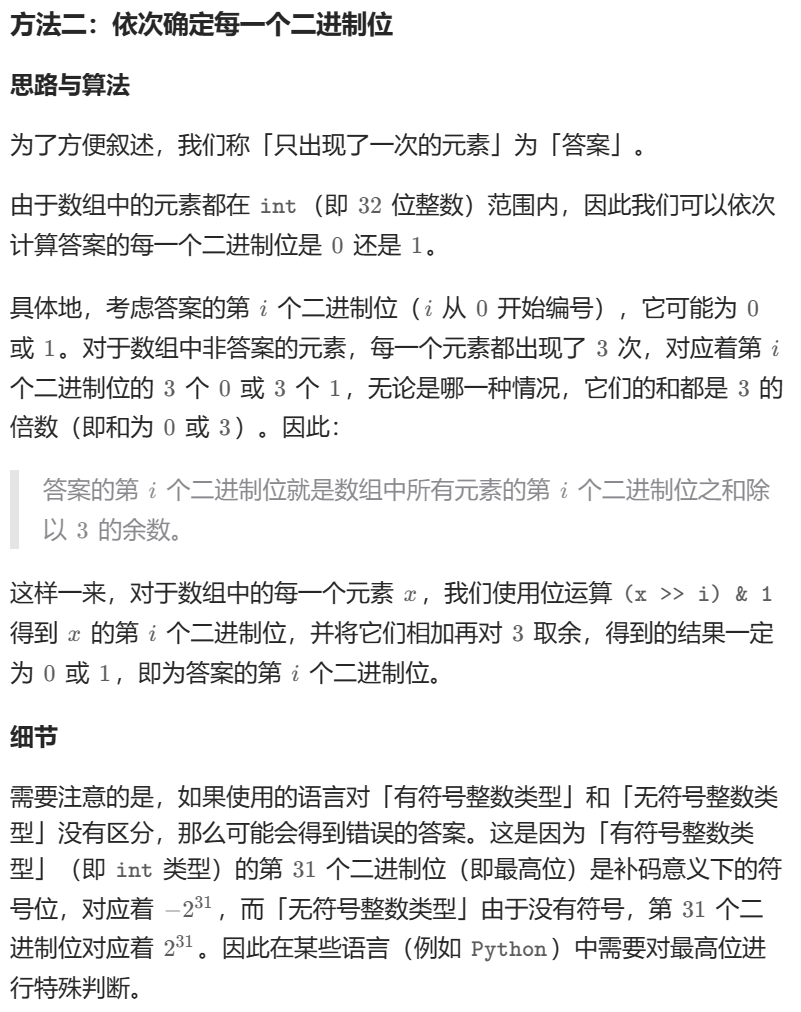 方法二：依次确定每一个二进制位
思路与算法
为了方便叙述，我们称「只出现了一次的元素」为「答案」。
由于数组中的元素都在 int（即 32 位整数）范围内，因此我们可以依次
计算答案的每一个二进制位是 0 还是 1。
具体地，考虑答案的第 i 个二进制位（i 从 0 开始编号），它可能为 0
或 1。对于数组中非答案的元素，每一个元素都出现了 3 次，对应着第 i
个二进制位的 3 个 0 或 3 个 1，无论是哪一种情况，它们的和都是 3 的
倍数（即和为 0 或 3）。因此：
答案的第 i 个二进制位就是数组中所有元素的第 i 个二进制位之和除
以 3 的余数。
这样一来，对于数组中的每一个元素 x，我们使用位运算 (x >> i) & 1
得到 x 的第 i 个二进制位，并将它们相加再对 3 取余，得到的结果一定
为 0 或 1，即为答案的第 i 个二进制位。
细节
需要注意的是，如果使用的语言对「有符号整数类型」和「无符号整数类
型」没有区分，那么可能会得到错误的答案。这是因为「有符号整数类
型」（即 int 类型）的第 31 个二进制位（即最高位）是补码意义下的符
号位，对应着 −2^{31}，而「无符号整数类型」由于没有符号，第 31 个二
进制位对应着 2^{31}。因此在某些语言（例如 Python）中需要对最高位进
行特殊判断。